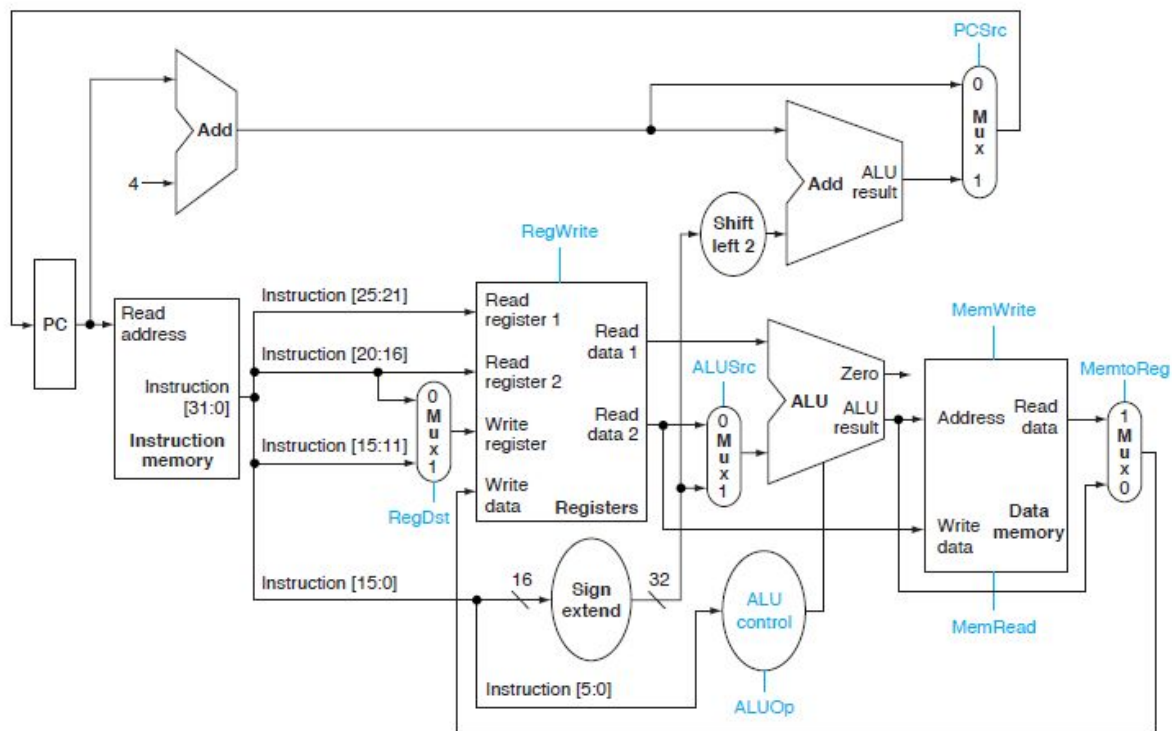 PCSrc
0
M
u
x
1
Add
4
Add
ALU
result
Shift
left 2
RegWrite
PC
Read
address
Instruction
[31:0]
Instruction
memory
Instruction [25:21]
Instruction [20:16]
Instruction [15:11]
Instruction [15:0]
Instruction [5:0]
0
M
u
x
1
RegDst
Read
register 1
Read
register 2
Write
register
Write
data
Read
data 1
Read
data 2
Registers
16
Sign
extend
32
ALUSrc
0
M
u
x
1
ALU
Zero
ALU
result
ALU
control
ALUOp
MemWrite
Address
Read
data
Write
data
Data
memory
MemRead
MemtoReg
1
M
u
x
0